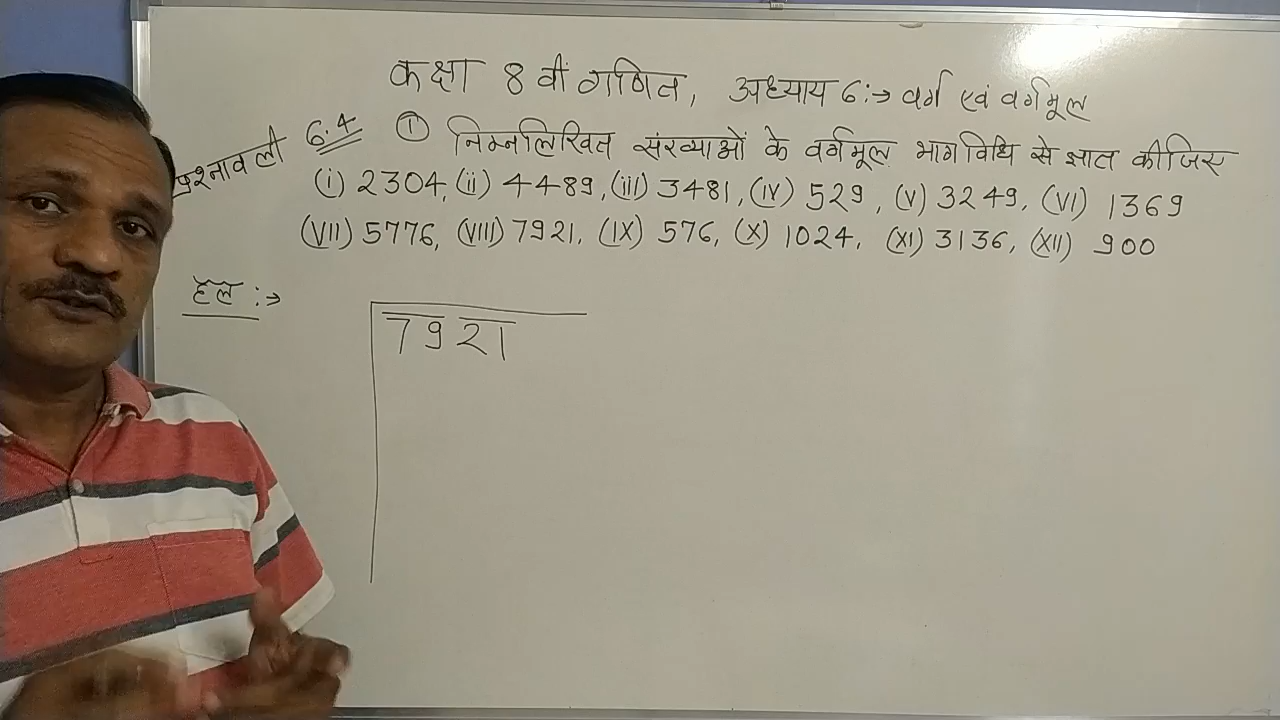 कक्षा 8 वीं गणित, अध्याय 6:→ वर्ग एवं वर्गमूल
प्रश्नावली 6.4 ① निम्नलिखित संख्याओं के वर्गमूल भागविधि से ज्ञात कीजिए
(i) 2304, (ii) 4489, (iii) 3481, (IV) 529, (V) 3249, (VI) 1369
(VII) 5776, (VIII) 7921, (IX) 576, (X) 1024, (XI) 3136, (XII) 900
हल :→
7921